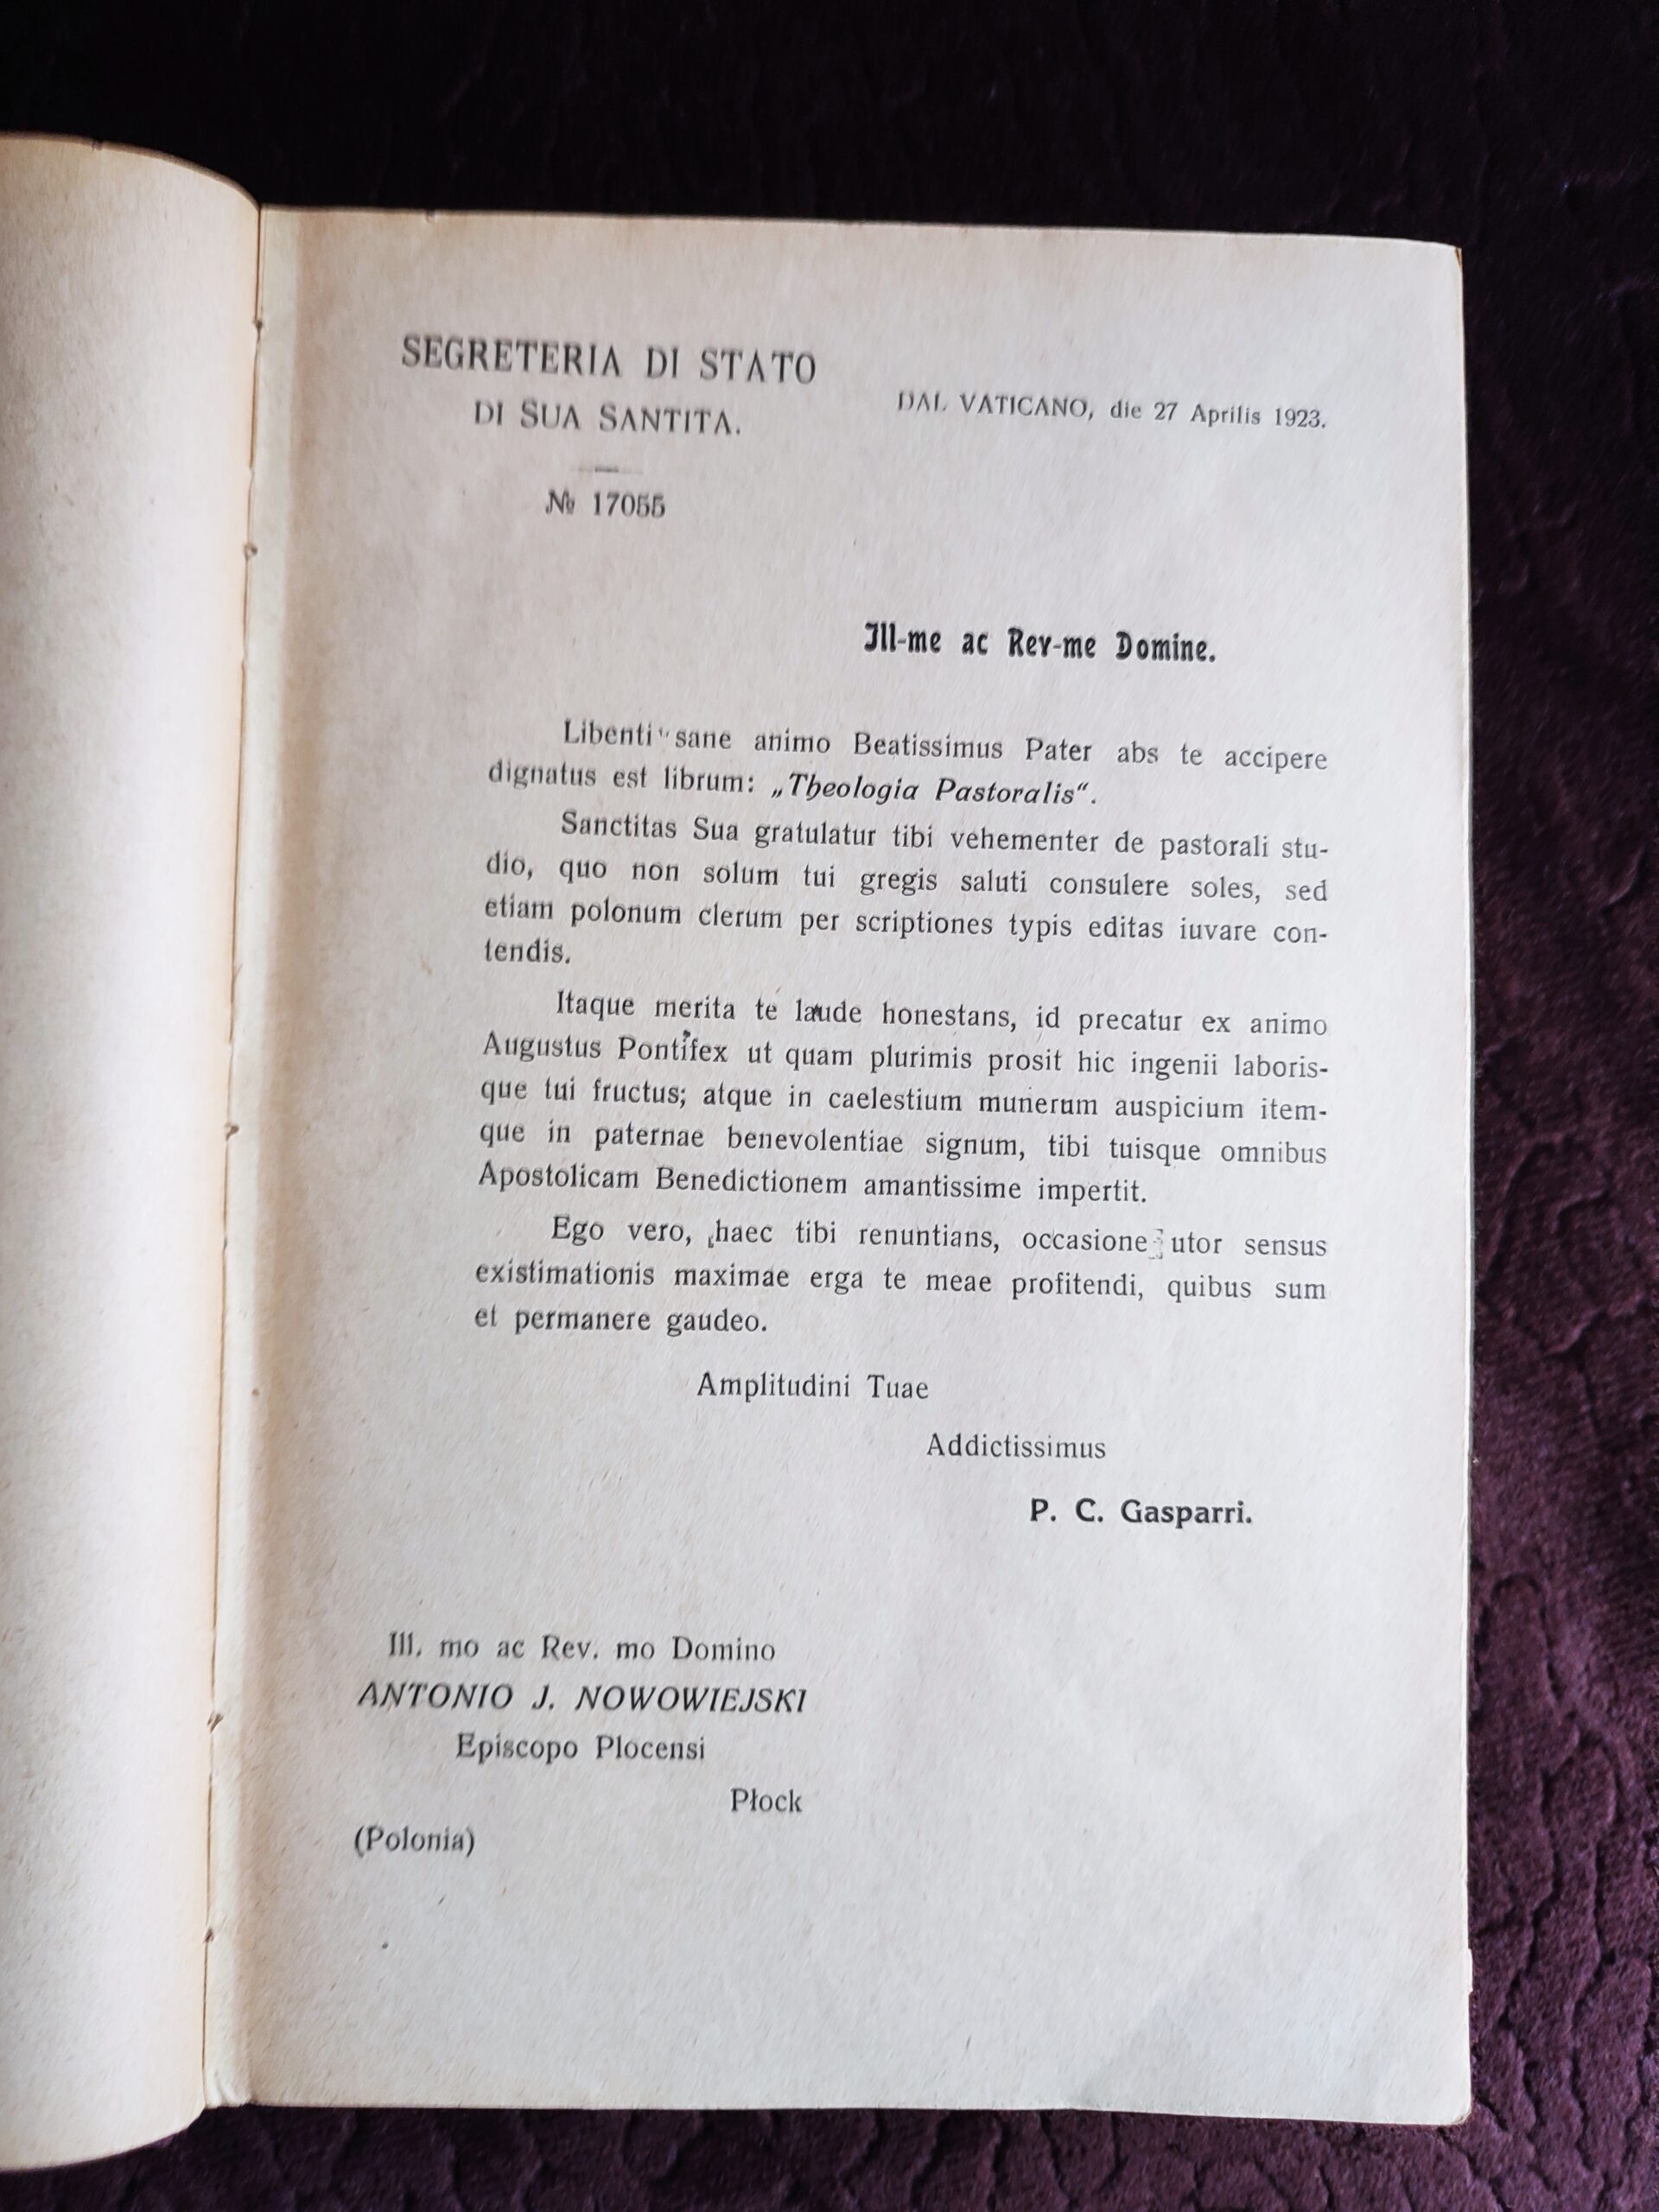 SEGRETERIA DI STATO
DI SUA SANTITA.
DAL VATICANO, die 27 Aprilis 1923.
№ 17055
Ill-me ac Rev-me Domine.
Libenti sane animo Beatissimus Pater abs te accipere
dignatus est librum: „Theologia Pastoralis“.
Sanctitas Sua gratulatur tibi vehementer de pastorali stu-
dio, quo non solum tui gregis saluti consulere soles, sed
etiam polonum clerum per scriptiones typis editas iuvare con-
tendis.
Itaque merita te laude honestans, id precatur ex animo
Augustus Pontifex ut quam plurimis prosit hic ingenii laboris-
que tui fructus; atque in caelestium munerum auspicium item-
que in paternae benevolentiae signum, tibi tuisque omnibus
Apostolicam Benedictionem amantissime impertit.
Ego vero, haec tibi renuntians, occasione utor sensus
existimationis maximae erga te meae profitendi, quibus sum
et permanere gaudeo.
Amplitudini Tuae
Addictissimus
P. C. Gasparri.
Ill. mo ac Rev. mo Domino
ANTONIO J. NOWOWIEJSKI
Episcopo Plocensi
Płock
(Polonia)